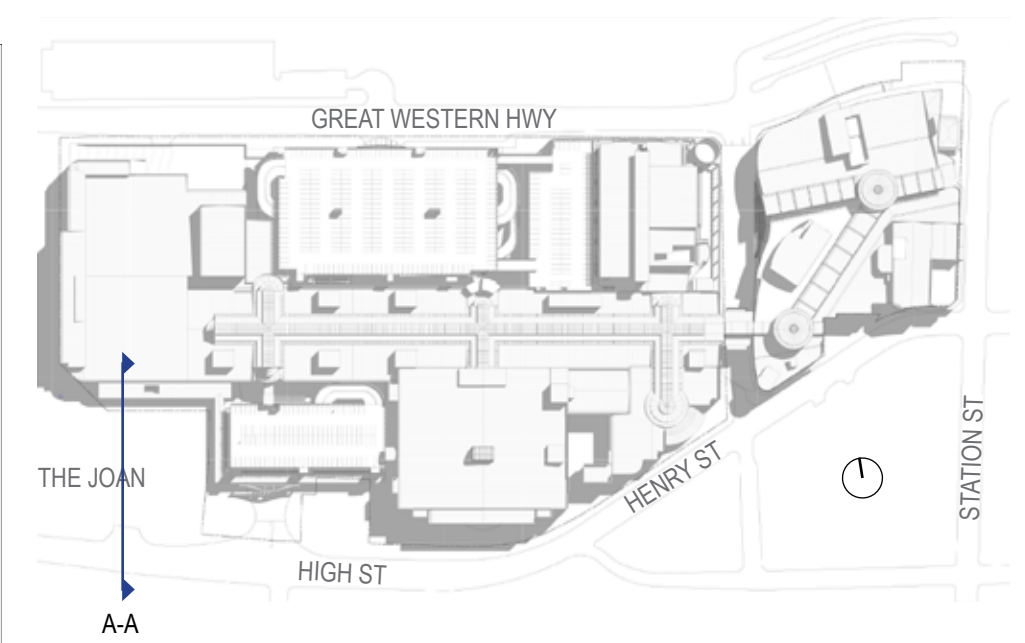 GREAT WESTERN HWY
THE JOAN
HENRY ST
STATION ST
HIGH ST
A-A